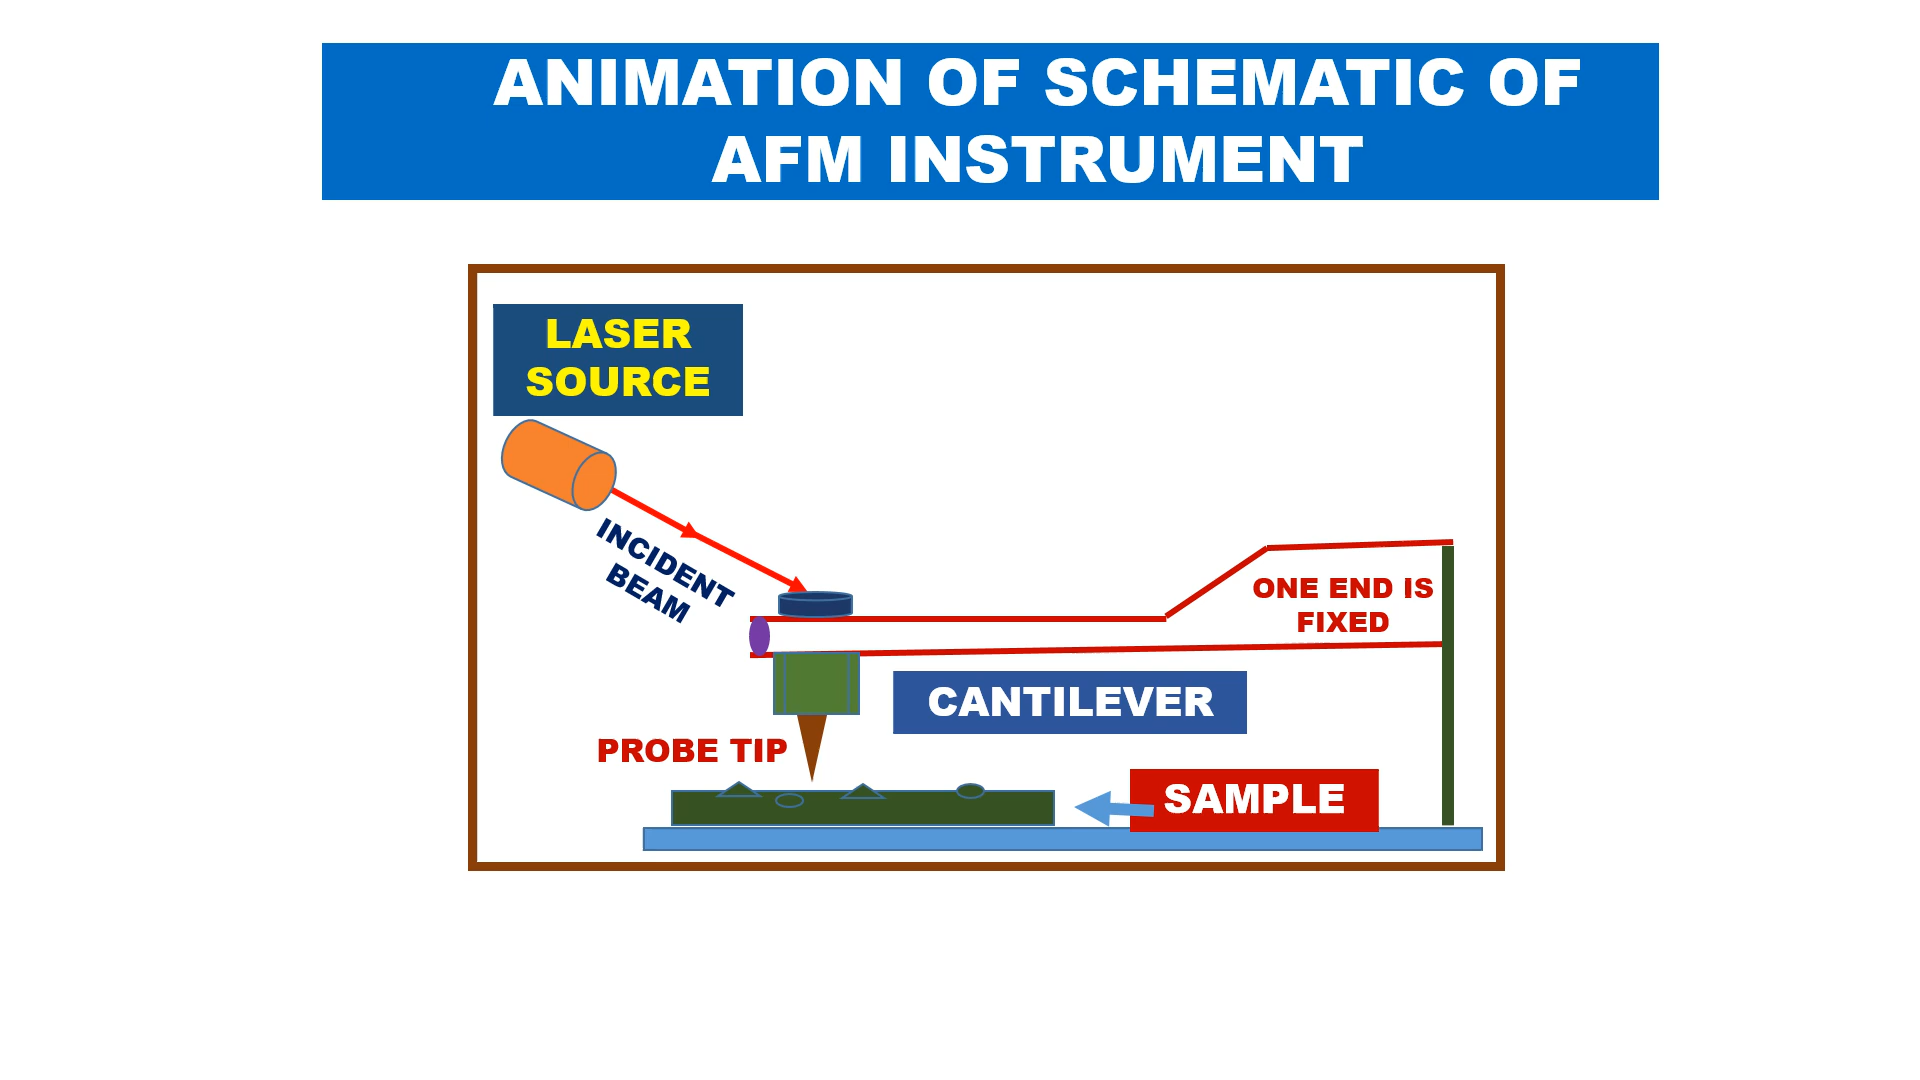 ANIMATION OF SCHEMATIC OF
AFM INSTRUMENT
LASER
SOURCE
INCIDENT
BEAM
ONE END IS
FIXED
CANTILEVER
PROBE TIP
SAMPLE